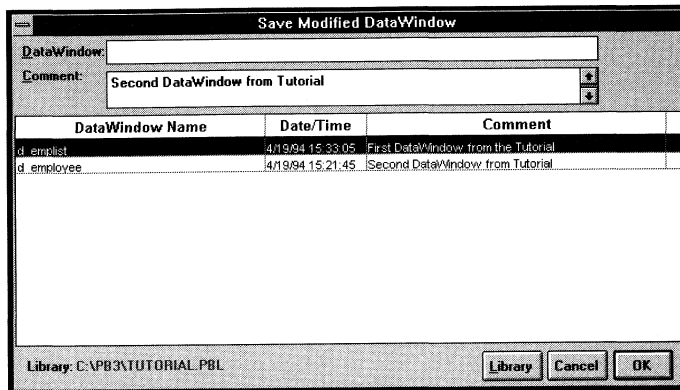 Save Modified DataWindow
DataWindow:
Comment:
Second DataWindow from Tutorial
DataWindow Name Date/Time Comment
d_emplist 4/19/94 15:33:05 First DataWindow from the Tutorial
d_employee 4/19/94 15:21:45 Second DataWindow from Tutorial
Library: C:\PB3\TUTORIAL.PBL
Library Cancel OK